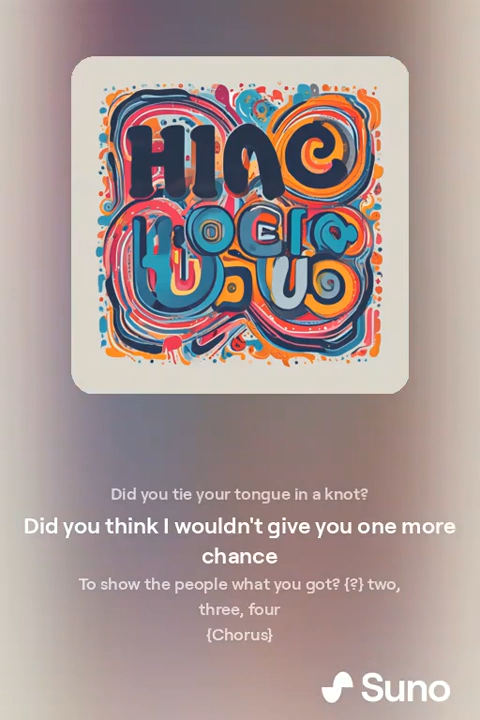 HINC
Did you tie your tongue in a knot?
Did you think I wouldn't give you one more
chance
To show the people what you got? {?} two,
three, four
{Chorus}
Suno